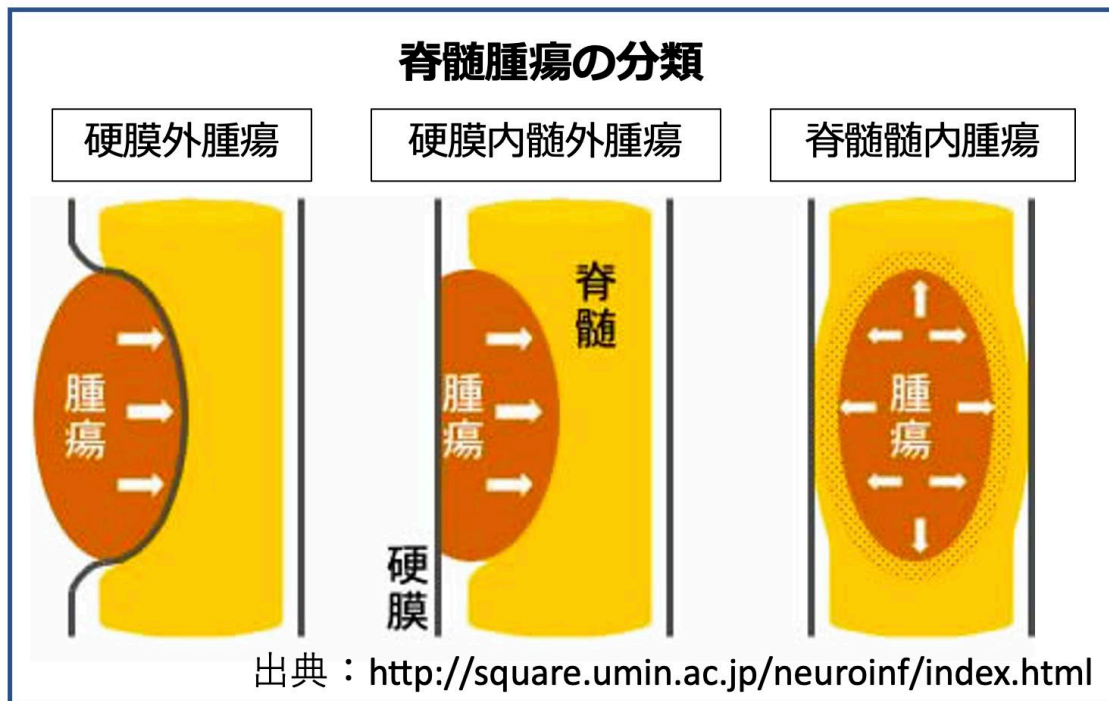 脊髄腫瘍の分類
硬膜外腫瘍
硬膜内髄外腫瘍
脊髄髄内腫瘍
腫瘍
硬膜
腫瘍
脊髄
腫瘍
出典：http://square.umin.ac.jp/neuroinf/index.html